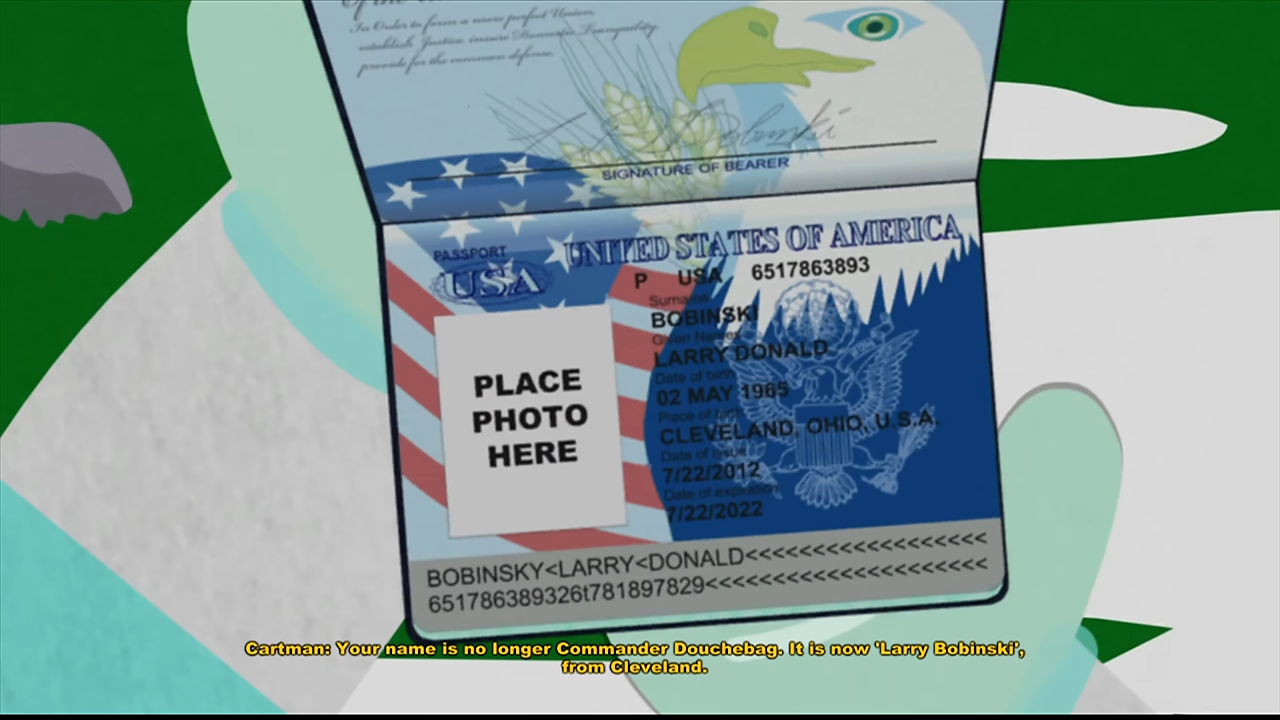 In Order to form a more perfect Union,
establish Justice, insure Domestic Tranquility,
provide for the common defense.
SIGNATURE OF BEARER
PASSPORT
USA
UNITED STATES OF AMERICA
P USA 6517863893
Surname
BOBINSKI
Given Names
LARRY DONALD
Date of birth
02 MAY 1965
Place of birth
CLEVELAND, OHIO, U.S.A.
Date of issue
7/22/2012
Date of expiration
7/22/2022
PLACE
PHOTO
HERE
BOBINSKY<LARRY<DONALD<<<<<<<<<<<<<<<<<<<
651786389326t781897829<<<<<<<<<<<<<<<<<<<<<<
Cartman: Your name is no longer Commander Douchebag. It is now 'Larry Bobinski',
from Cleveland.